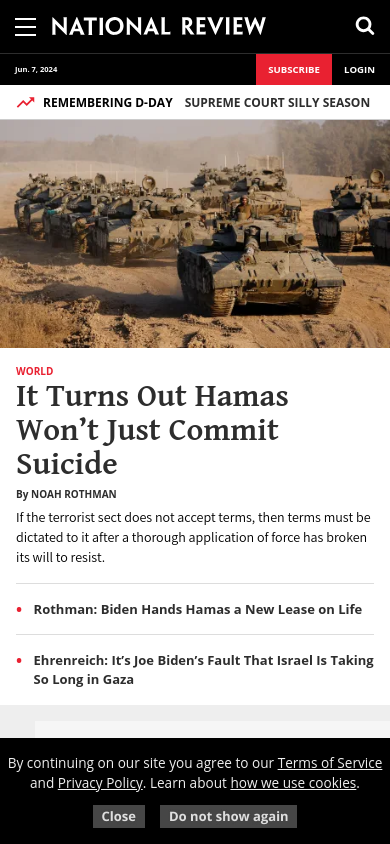 NATIONAL REVIEW
Jun. 7, 2024
SUBSCRIBE
LOGIN
REMEMBERING D-DAY
SUPREME COURT SILLY SEASON
WORLD
It Turns Out Hamas
Won’t Just Commit
Suicide
By NOAH ROTHMAN
If the terrorist sect does not accept terms, then terms must be
dictated to it after a thorough application of force has broken
its will to resist.
Rothman: Biden Hands Hamas a New Lease on Life
Ehrenreich: It’s Joe Biden’s Fault That Israel Is Taking
So Long in Gaza
By continuing on our site you agree to our Terms of Service
and Privacy Policy. Learn about how we use cookies.
Close
Do not show again